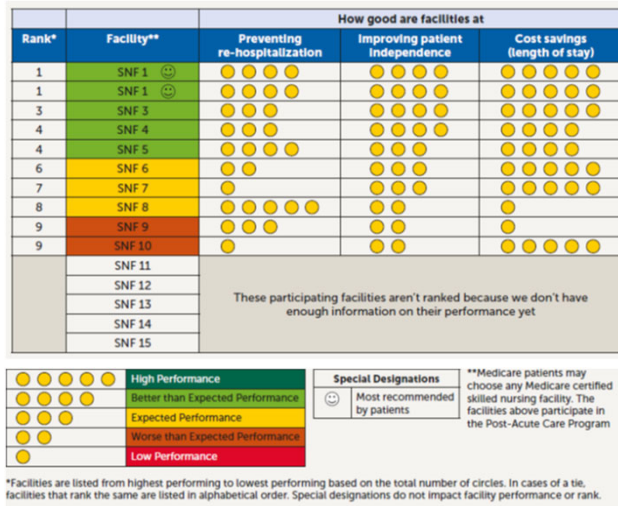 How good are facilities at
Rank* Facility** Preventing re-hospitalization Improving patient independence Cost savings (length of stay)
1 SNF 1
1 SNF 1
3 SNF 3
4 SNF 4
4 SNF 5
6 SNF 6
7 SNF 7
8 SNF 8
9 SNF 9
9 SNF 10
SNF 11
SNF 12
SNF 13
SNF 14
SNF 15
These participating facilities aren't ranked because we don't have
enough information on their performance yet
High Performance
Better than Expected Performance
Expected Performance
Worse than Expected Performance
Low Performance
Special Designations
Most recommended
by patients
**Medicare patients may
choose any Medicare certified
skilled nursing facility. The
facilities above participate in
the Post-Acute Care Program
*Facilities are listed from highest performing to lowest performing based on the total number of circles. In cases of a tie,
facilities that rank the same are listed in alphabetical order. Special designations do not impact facility performance or rank.